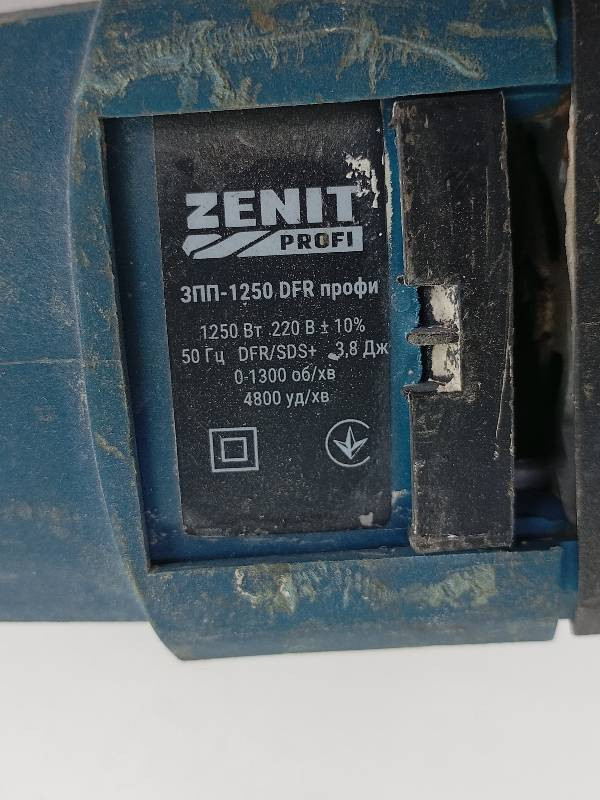 ZENIT
PROFI
ЗПП-1250 DFR профи
1250 Вт 220 В ± 10%
50 Гц DFR/SDS+ 3,8 Дж
0-1300 об/хв
4800 уд/хв